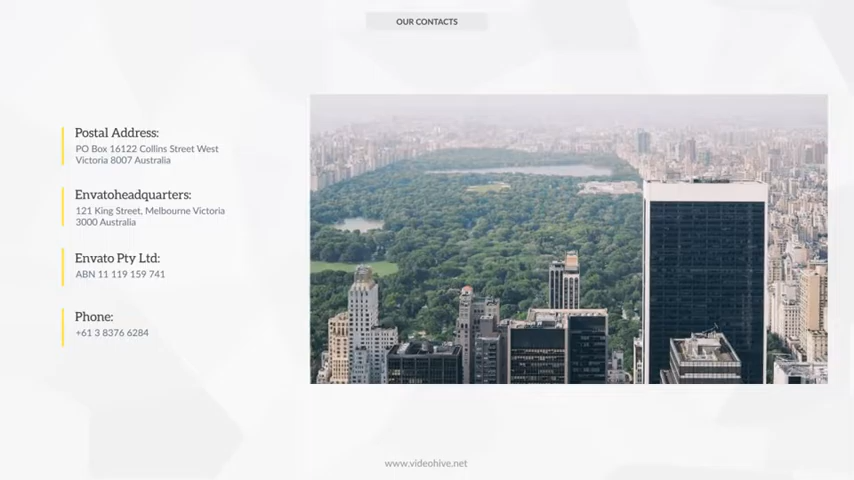 OUR CONTACTS
Postal Address:
PO Box 16122 Collins Street West
Victoria 8007 Australia
Envatoheadquarters:
121 King Street, Melbourne Victoria
3000 Australia
Envato Pty Ltd:
ABN 11 119 159 741
Phone:
+61 3 8376 6284
www.videohive.net